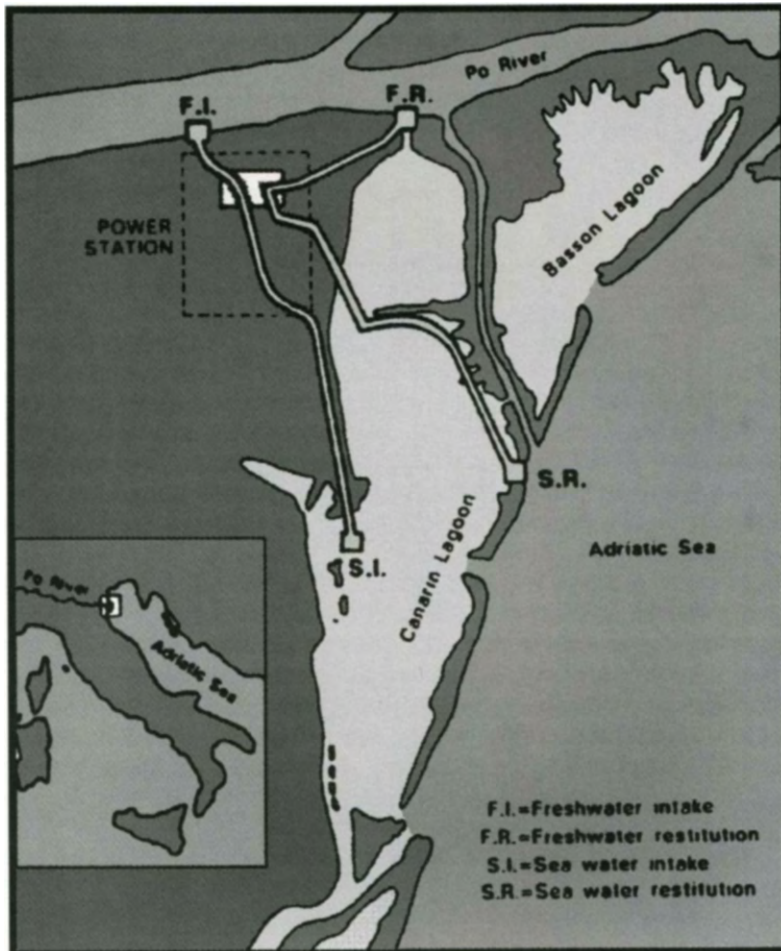 Po River
F.I.
F.R.
POWER
STATION
Basson Lagoon
S.R.
Adriatic Sea
S.I.
Canarin Lagoon
Po River
Adriatic Sea
F.I.=Freshwater intake
F.R.=Freshwater restitution
S.I.=Sea water intake
S.R.=Sea water restitution